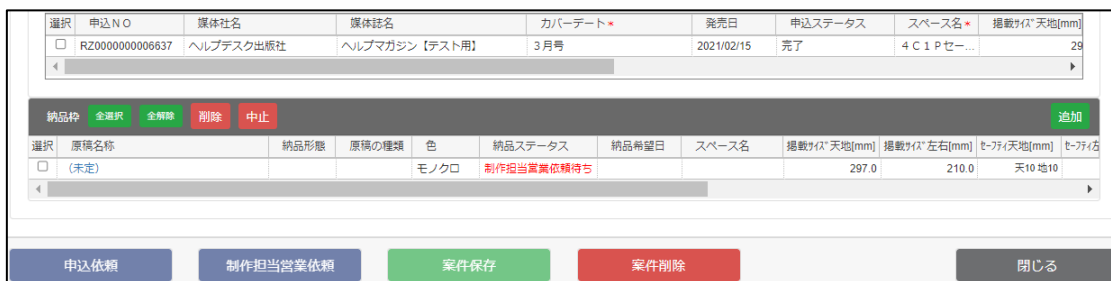 選択 申込NO 媒体社名 媒体誌名 カバーデート* 発売日 申込ステータス スペース名* 掲載ｻｲｽﾞ天地[mm]
RZ0000000006637 ヘルプデスク出版社 ヘルプマガジン【テスト用】 3月号 2021/02/15 完了 4C1Pセー... 29
納品枠 全選択 全解除 削除 中止 追加
選択 原稿名称 納品形態 原稿の種類 色 納品ステータス 納品希望日 スペース名 掲載ｻｲｽﾞ天地[mm] 掲載ｻｲｽﾞ左右[mm] ｾｰﾌﾃｨ天地[mm] ｾｰﾌﾃｨ左
(未定) モノクロ 制作担当営業依頼待ち 297.0 210.0 天10 地10
申込依頼 制作担当営業依頼 案件保存 案件削除 閉じる